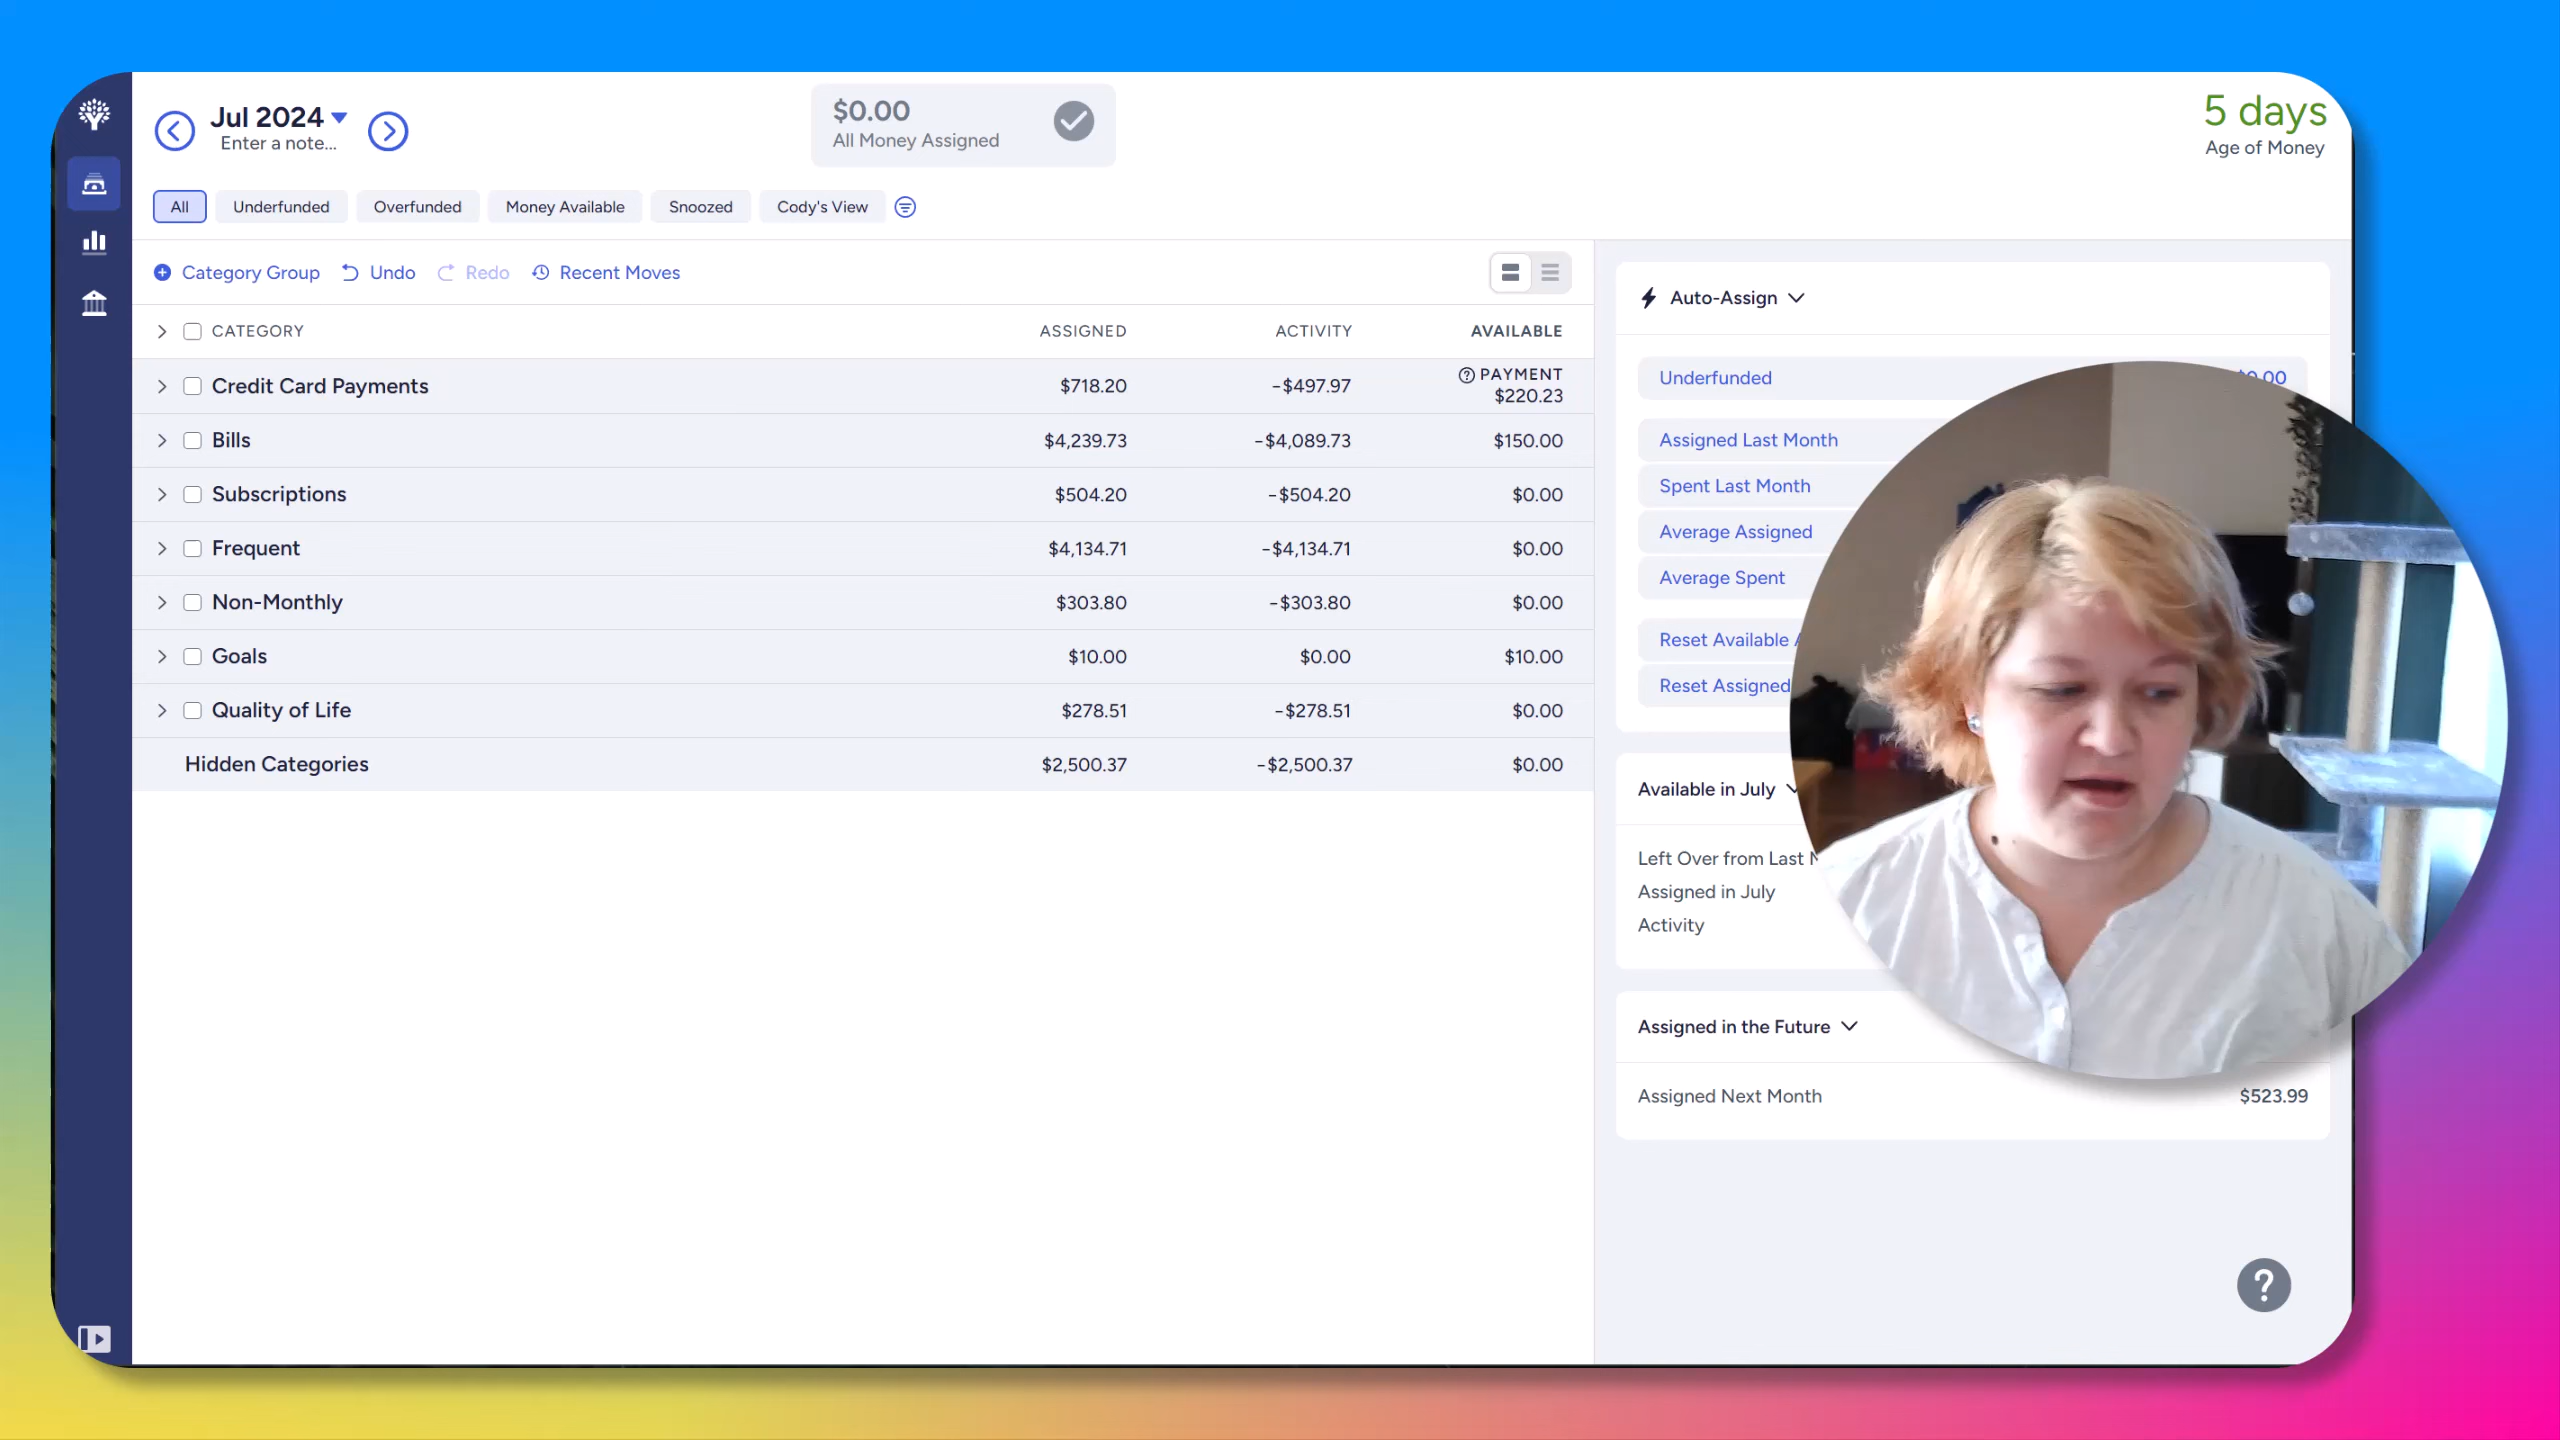 Jul 2024
Enter a note...
$0.00
All Money Assigned
5 days
Age of Money
All
Underfunded
Overfunded
Money Available
Snoozed
Cody's View
Category Group
Undo
Redo
Recent Moves
CATEGORY ASSIGNED ACTIVITY AVAILABLE
Credit Card Payments $718.20 -$497.97 PAYMENT $220.23
Bills $4,239.73 -$4,089.73 $150.00
Subscriptions $504.20 -$504.20 $0.00
Frequent $4,134.71 -$4,134.71 $0.00
Non-Monthly $303.80 -$303.80 $0.00
Goals $10.00 $0.00 $10.00
Quality of Life $278.51 -$278.51 $0.00
Hidden Categories $2,500.37 -$2,500.37 $0.00
Auto-Assign
Underfunded
Assigned Last Month
Spent Last Month
Average Assigned
Average Spent
Reset Available
Reset Assigned
Available in July
Left Over from Last
Assigned in July
Activity
Assigned in the Future
Assigned Next Month $523.99